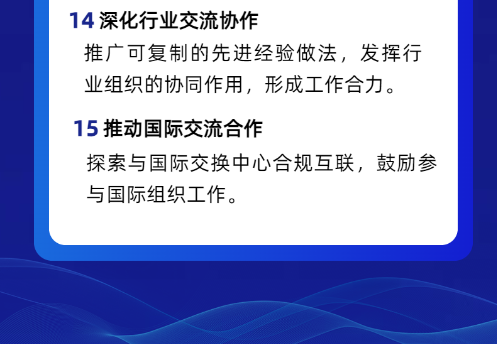 14 深化行业交流协作
推广可复制的先进经验做法，发挥行
业组织的协同作用，形成工作合力。
15 推动国际交流合作
探索与国际交换中心合规互联，鼓励参
与国际组织工作。